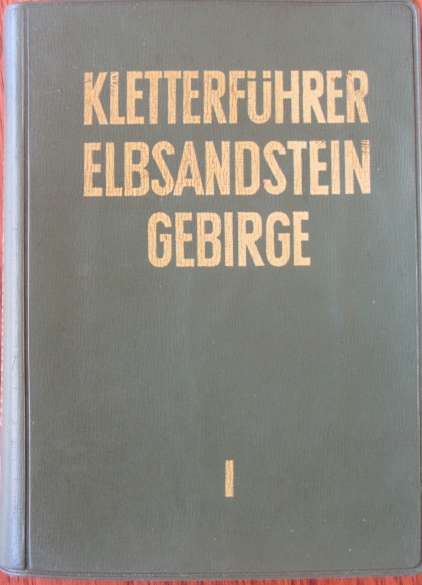 KLETTERFÜHRER
ELBSANDSTEIN
GEBIRGE
I